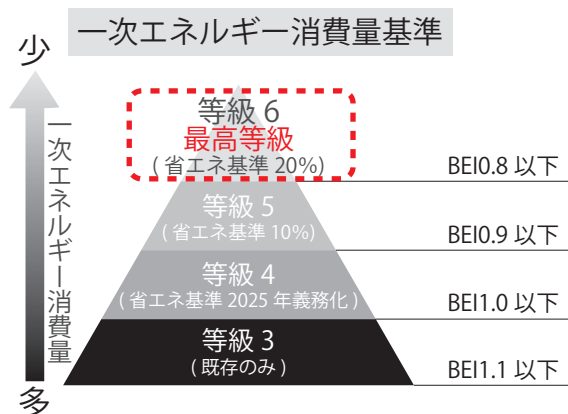 一次エネルギー消費量基準
少
一次エネルギー消費量
多
等級 6
最高等級
( 省エネ基準 20%)
BEI0.8 以下
等級 5
( 省エネ基準 10%)
BEI0.9 以下
等級 4
( 省エネ基準 2025 年義務化 )
BEI1.0 以下
等級 3
( 既存のみ )
BEI1.1 以下